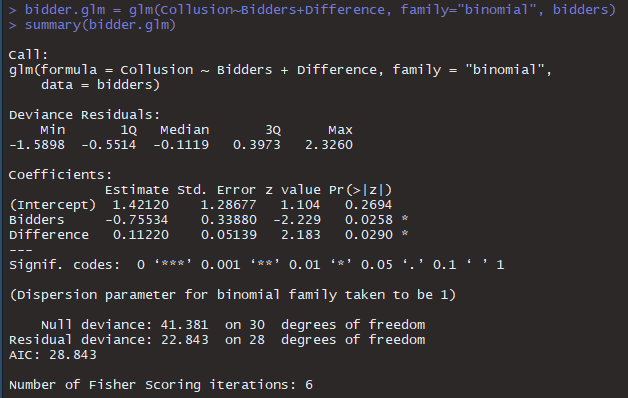 > bidder.glm = glm(Collusion~Bidders+Difference, family="binomial", bidders)
> summary(bidder.glm)
Call:
glm(formula = Collusion ~ Bidders + Difference, family = "binomial",
    data = bidders)
Deviance Residuals:
    Min       1Q   Median       3Q      Max
-1.5898  -0.5514  -0.1119   0.3973   2.3260
Coefficients:
            Estimate Std. Error z value Pr(>|z|)
(Intercept)  1.42120    1.28677   1.104   0.2694
Bidders     -0.75534    0.33880  -2.229   0.0258 *
Difference   0.11220    0.05139   2.183   0.0290 *
---
Signif. codes:  0 ‘***’ 0.001 ‘**’ 0.01 ‘*’ 0.05 ‘.’ 0.1 ‘ ’ 1
(Dispersion parameter for binomial family taken to be 1)
    Null deviance: 41.381  on 30  degrees of freedom
Residual deviance: 22.843  on 28  degrees of freedom
AIC: 28.843
Number of Fisher Scoring iterations: 6